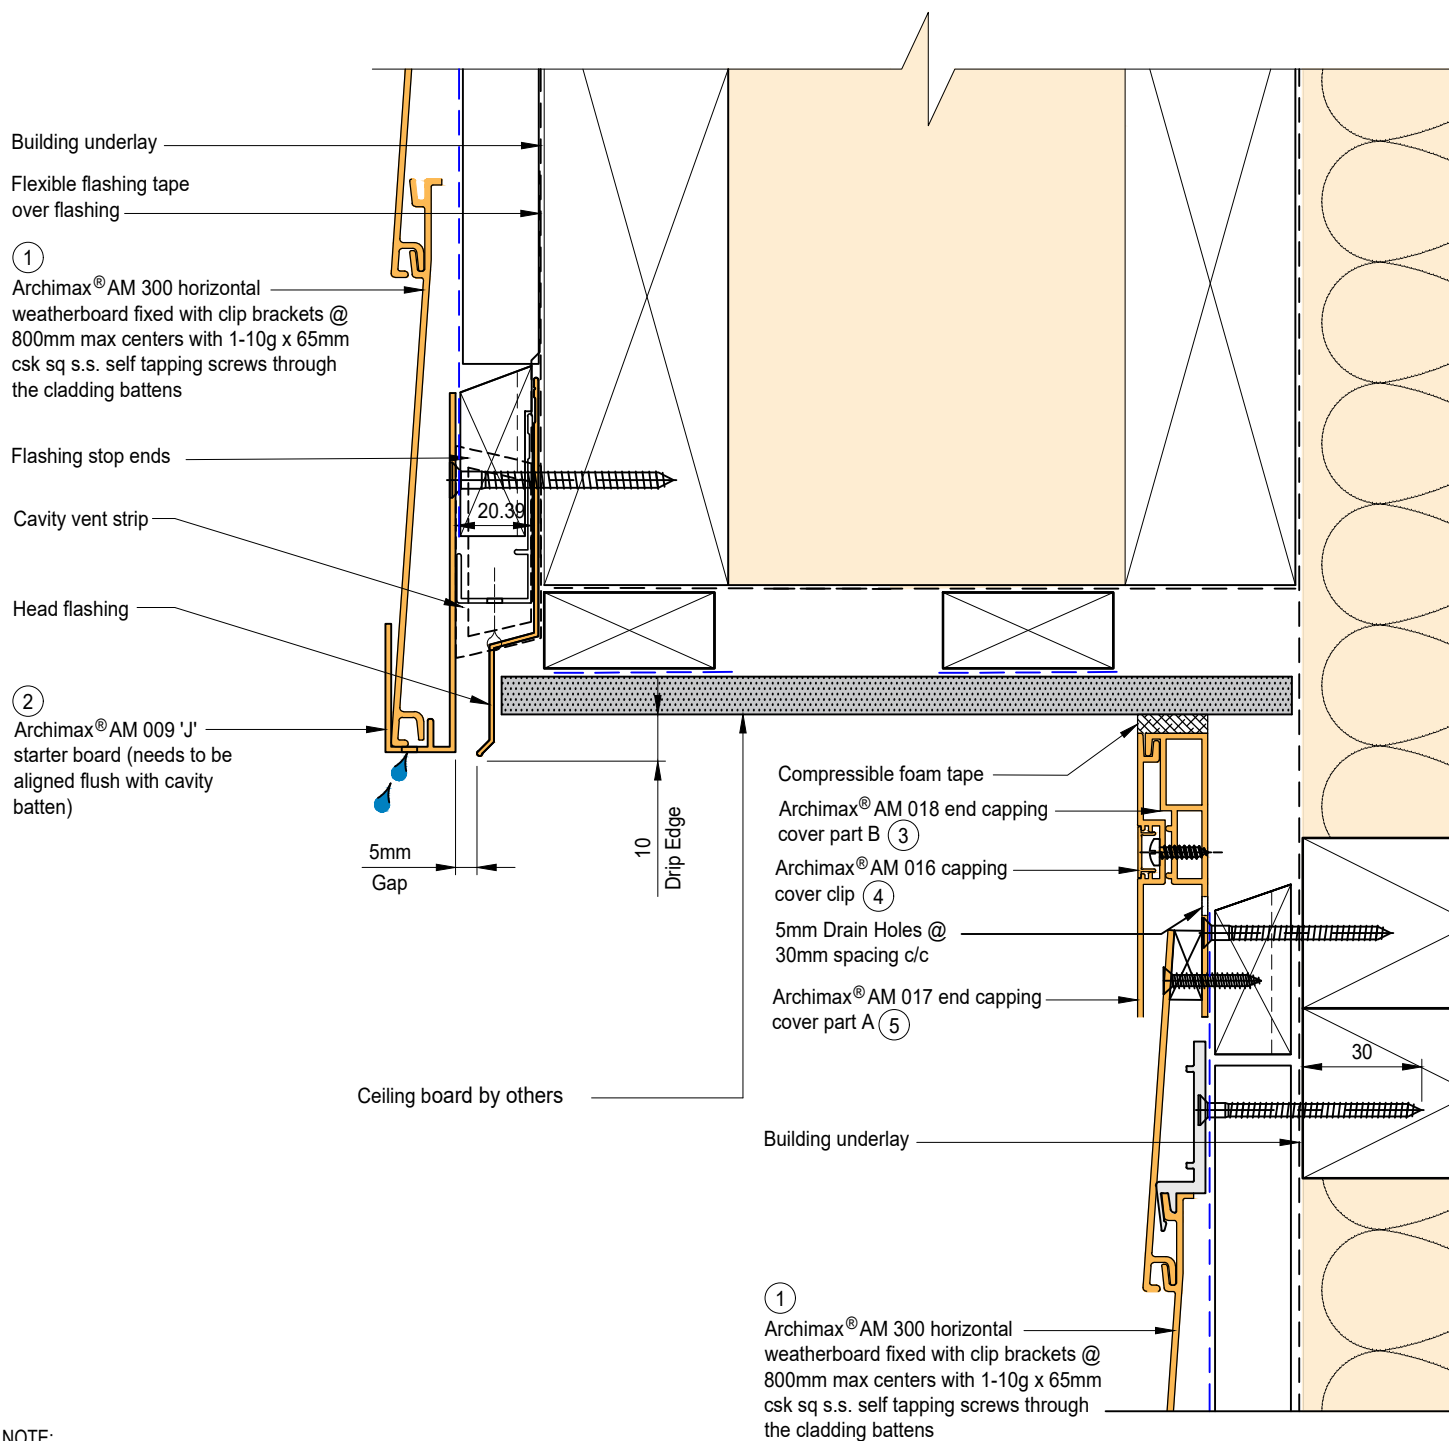 Building underlay
Flexible flashing tape
over flashing
1
Archimax® AM 300 horizontal
weatherboard fixed with clip brackets @
800mm max centers with 1-10g x 65mm
csk sq s.s. self tapping screws through
the cladding battens
Flashing stop ends
20.39
Cavity vent strip
Head flashing
2
Archimax® AM 009 'J'
starter board (needs to be
aligned flush with cavity
batten)
5mm
Gap
10
Drip Edge
Compressible foam tape
Archimax® AM 018 end capping
cover part B 3
Archimax® AM 016 capping
cover clip 4
5mm Drain Holes @
30mm spacing c/c
Archimax® AM 017 end capping
cover part A 5
30
Ceiling board by others
Building underlay
1
Archimax® AM 300 horizontal
weatherboard fixed with clip brackets @
800mm max centers with 1-10g x 65mm
csk sq s.s. self tapping screws through
the cladding battens
NOTE: